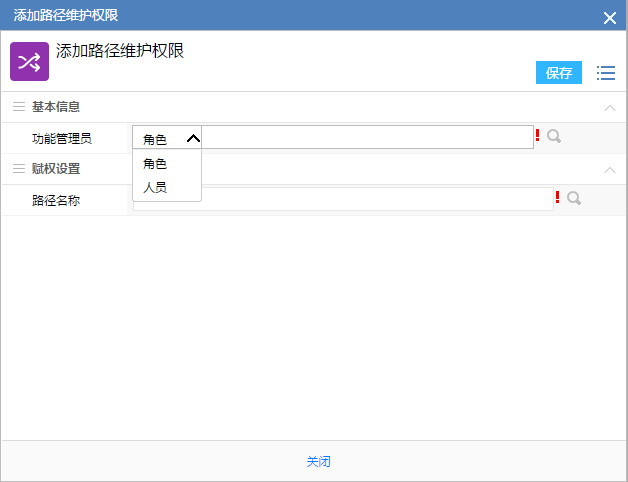 添加路径维护权限
添加路径维护权限
保存
基本信息
功能管理员
角色
角色
人员
赋权设置
路径名称
关闭